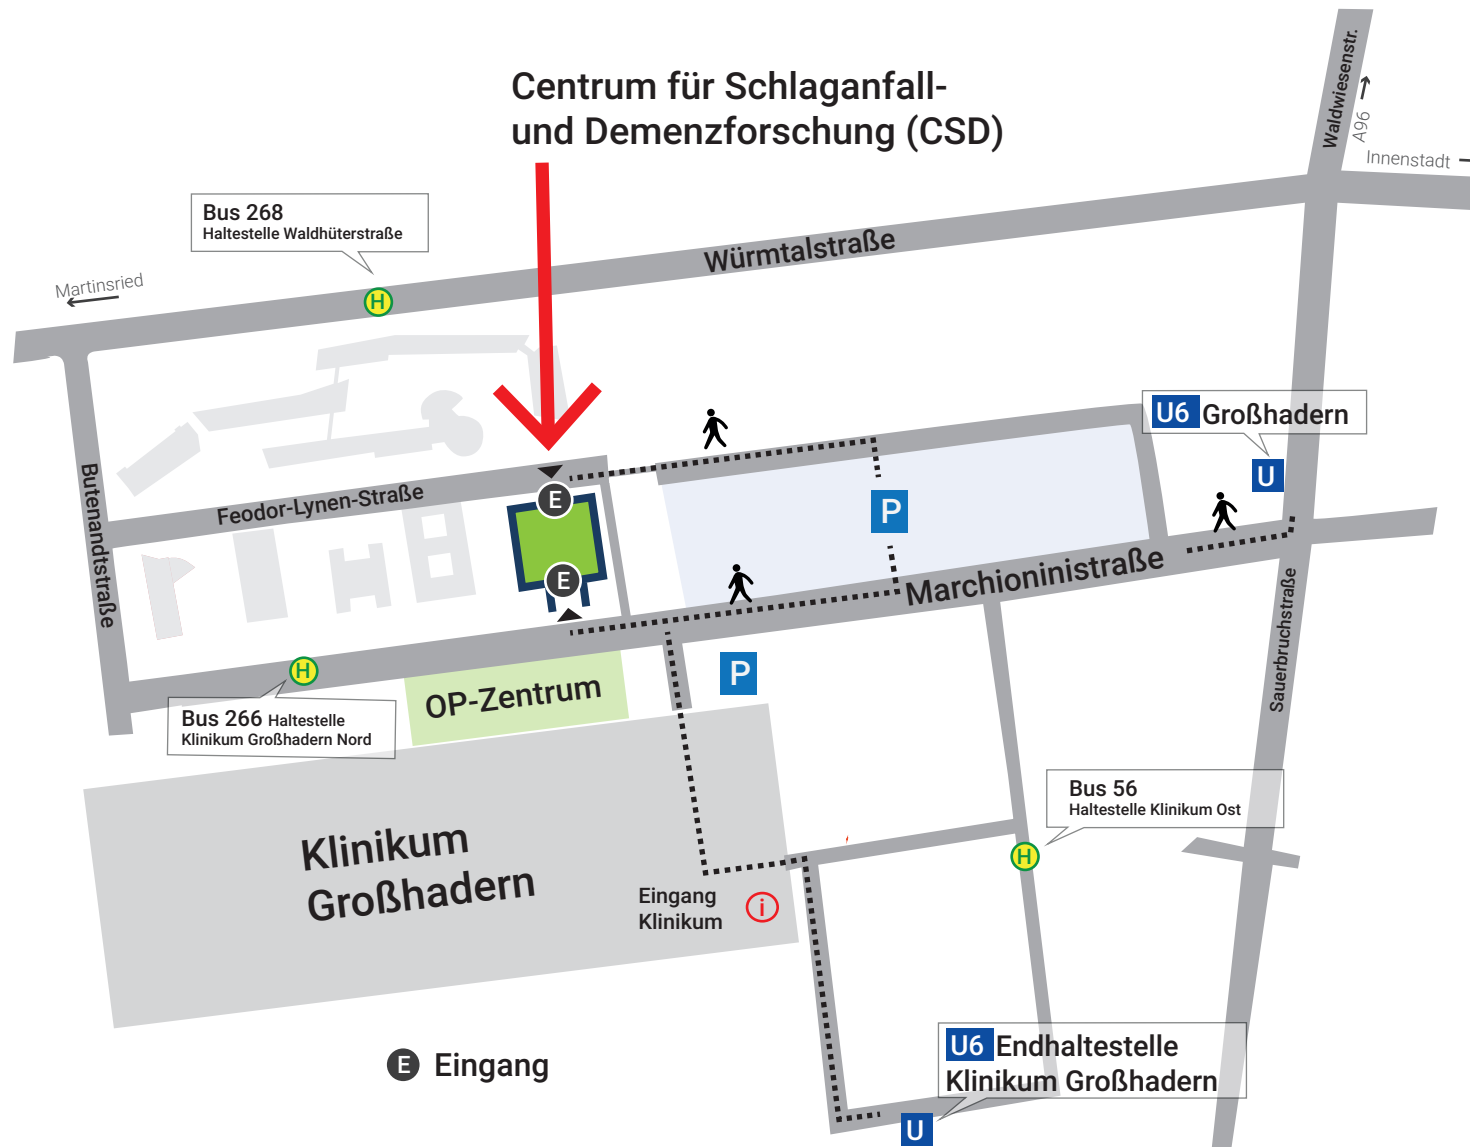 Centrum für Schlaganfall-
und Demenzforschung (CSD)
Waldwiesenstr.
A96
Innenstadt
Bus 268
Haltestelle Waldhüterstraße
Martinsried
H
Würmtalstraße
U6 Großhadern
U
Butenandtstraße
Feodor-Lynen-Straße
E
P
E
Marchioninistraße
Sauerbruchstraße
H
P
OP-Zentrum
Bus 266 Haltestelle
Klinikum Großhadern Nord
Bus 56
Haltestelle Klinikum Ost
H
Klinikum
Großhadern
Eingang
Klinikum
i
E Eingang
U6 Endhaltestelle
Klinikum Großhadern
U